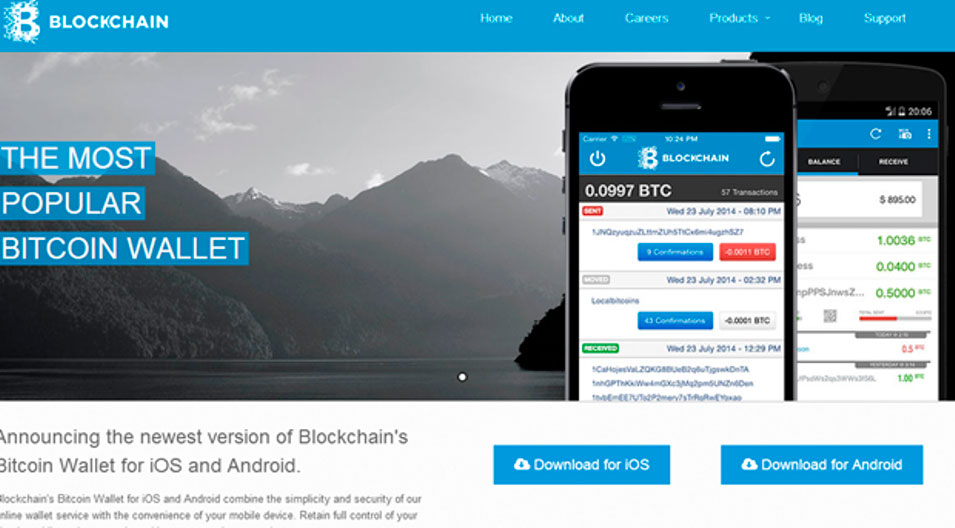 BLOCKCHAIN
Home About Careers Products Blog Support
THE MOST
POPULAR
BITCOIN WALLET
Carrier 10:24 PM
BLOCKCHAIN
0.0997 BTC 57 Transactions
SENT Wed 23 July 2014 - 08:10 PM
9 Confirmations -0.0011 BTC
MOVED Wed 23 July 2014 - 02:32 PM
Localbitcoins
43 Confirmations -0.0001 BTC
RECEIVED Wed 23 July 2014 - 12:29 PM
20:06
BALANCE RECEIVE
$ 895.00
1.0036 BTC
0.0400 BTC
0.5000 BTC
TOTAL SENT
0.5 BTC
1.00 BTC
Announcing the newest version of Blockchain's
Bitcoin Wallet for iOS and Android.
Blockchain's Bitcoin Wallet for iOS and Android combine the simplicity and security of our
online wallet service with the convenience of your mobile device. Retain full control of your
Download for iOS
Download for Android